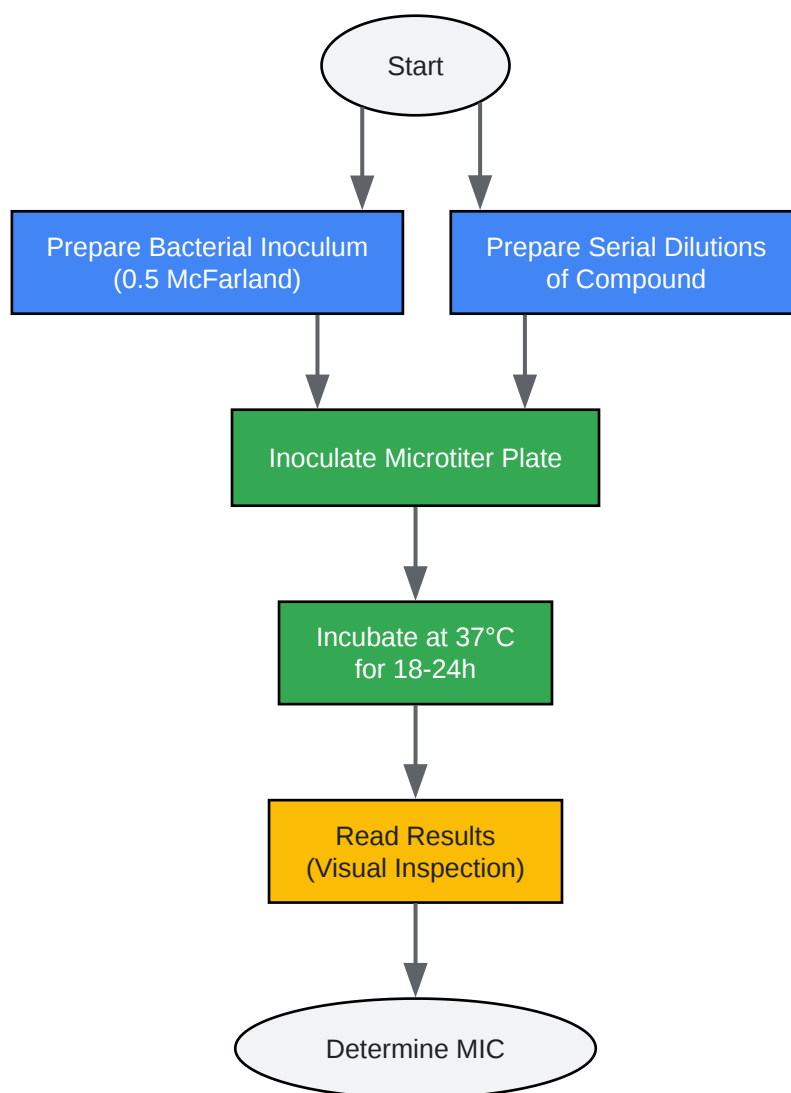 Start
Prepare Bacterial Inoculum
(0.5 McFarland)
Prepare Serial Dilutions
of Compound
Inoculate Microtiter Plate
Incubate at 37°C
for 18-24h
Read Results
(Visual Inspection)
Determine MIC